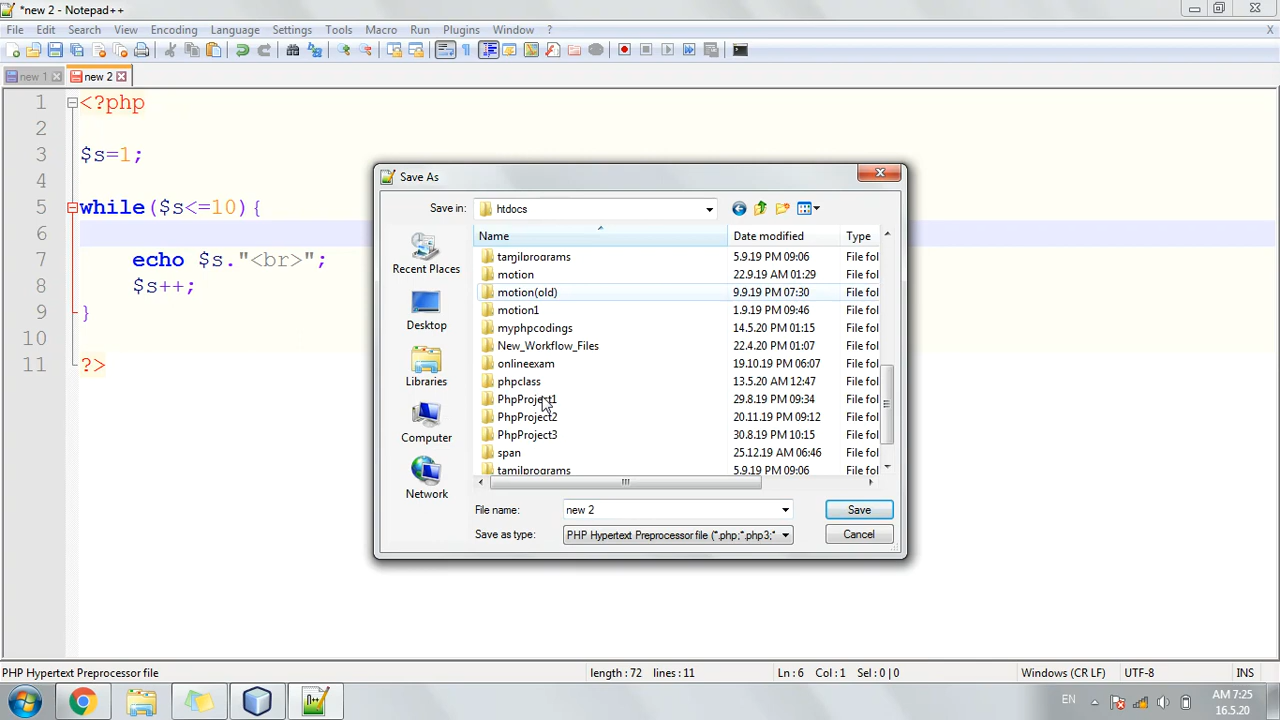 *new 2 - Notepad++
File Edit Search View Encoding Language Settings Tools Macro Run Plugins Window ? X
new 1 new 2
1 <?php
2
3 $s=1;
4
5 while($s<=10){
6
7 echo $s."<br>";
8 $s++;
9 }
10
11 ?>
Save As
Save in: htdocs
Name Date modified Type
tamilprograms 5.9.19 PM 09:06 File fol
motion 22.9.19 AM 01:29 File fol
motion(old) 9.9.19 PM 07:30 File fol
motion1 1.9.19 PM 09:46 File fol
myphpcodings 14.5.20 PM 01:15 File fol
New_Workflow_Files 22.4.20 PM 01:07 File fol
onlineexam 19.10.19 PM 06:07 File fol
phpclass 13.5.20 AM 12:47 File fol
PhpProject1 29.8.19 PM 09:34 File fol
PhpProject2 20.11.19 PM 09:12 File fol
PhpProject3 30.8.19 PM 10:15 File fol
span 25.12.19 AM 06:46 File fol
tamilprograms 5.9.19 PM 09:06 File fol
Recent Places
Desktop
Libraries
Computer
Network
File name: new 2 Save
Save as type: PHP Hypertext Preprocessor file (*.php;*.php3;* Cancel
PHP Hypertext Preprocessor file length : 72 lines : 11 Ln : 6 Col : 1 Sel : 0 | 0 Windows (CR LF) UTF-8 INS
EN AM 7:25
16.5.20